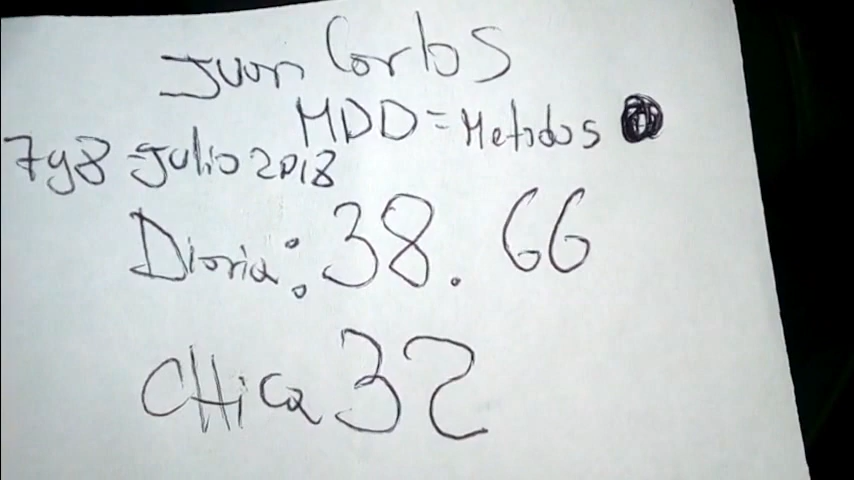 Juan Carlos
MDD = Metodos
7y8 = Julio 2018
Diaria: 38. 66
CHica 32